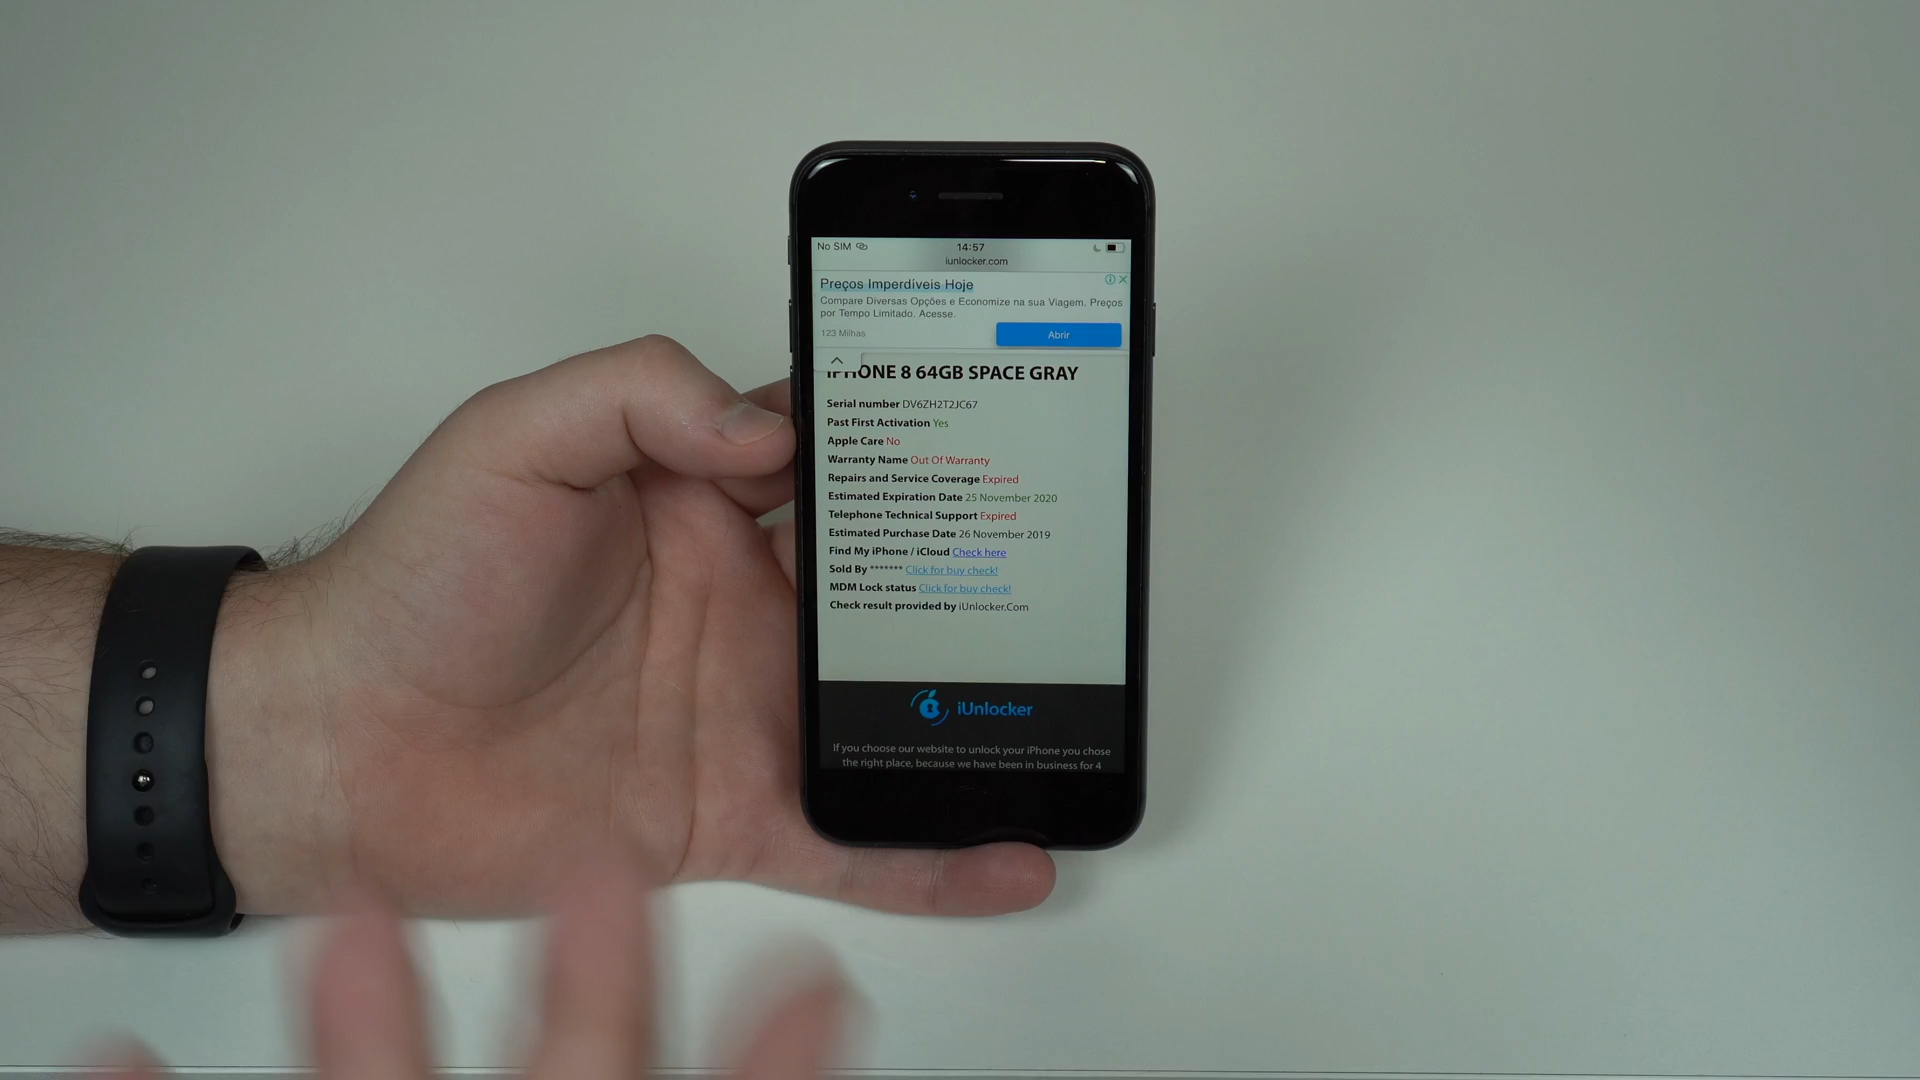 No SIM
14:57
iunlocker.com
Preços Imperdíveis Hoje
Compare Diversas Opções e Economize na sua Viagem. Preços
por Tempo Limitado. Acesse.
123 Milhas
Abrir
IPHONE 8 64GB SPACE GRAY
Serial number DV6ZH2T2JC67
Past First Activation Yes
Apple Care No
Warranty Name Out Of Warranty
Repairs and Service Coverage Expired
Estimated Expiration Date 25 November 2020
Telephone Technical Support Expired
Estimated Purchase Date 26 November 2019
Find My iPhone / iCloud Check here
Sold By ******* Click for buy check!
MDM Lock status Click for buy check!
Check result provided by iUnlocker.Com
iUnlocker
If you choose our website to unlock your iPhone you chose
the right place, because we have been in business for 4